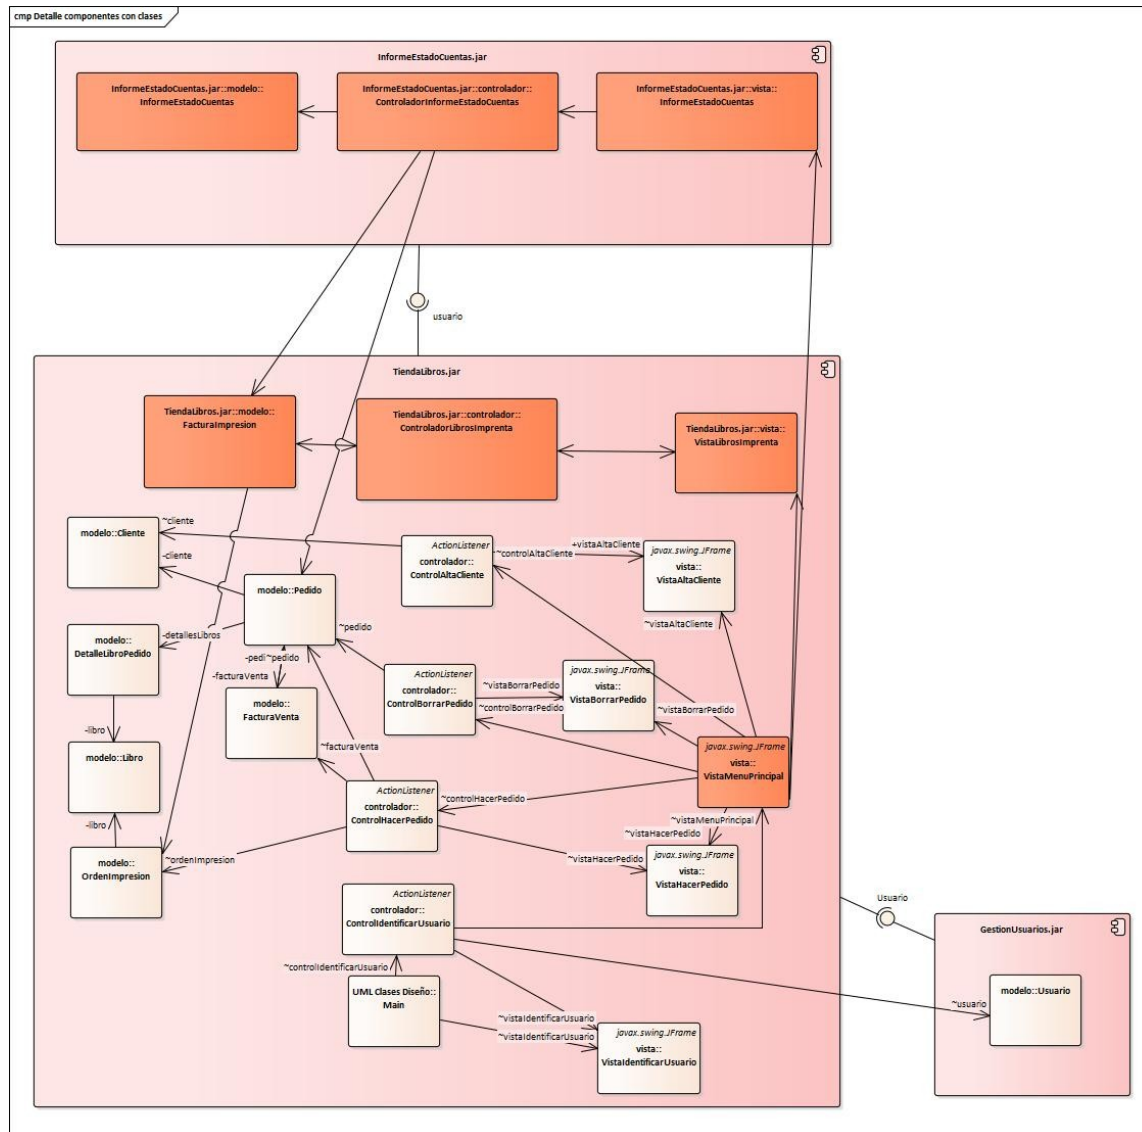 cmp Detalle componentes con clases
InformeEstadoCuentas.jar
InformeEstadoCuentas.jar::modelo::
InformeEstadoCuentas
InformeEstadoCuentas.jar::controlador::
ControladorInformeEstadoCuentas
InformeEstadoCuentas.jar::vista::
InformeEstadoCuentas
usuario
TiendaLibros.jar
TiendaLibros.jar::modelo::
FacturaImpresion
TiendaLibros.jar::controlador::
ControladorLibrosImprenta
TiendaLibros.jar::vista::
VistaLibrosImprenta
modelo::Cliente
~cliente
-cliente
ActionListener
controlador::
ControlAltaCliente
~controlAltaCliente
+vistaAltaCliente
javax.swing.JFrame
vista::
VistaAltaCliente
~vistaAltaCliente
modelo::Pedido
~pedido
modelo::
DetalleLibroPedido
-detallesLibros
-pedi
~pedido
-facturaVenta
modelo::
FacturaVenta
~facturaVenta
ActionListener
controlador::
ControlBorrarPedido
~vistaBorrarPedido
~controlBorrarPedido
javax.swing.JFrame
vista::
VistaBorrarPedido
~vistaBorrarPedido
-libro
modelo::Libro
-libro
javax.swing.JFrame
vista::
VistaMenuPrincipal
ActionListener
controlador::
ControlHacerPedido
~controlHacerPedido
~vistaMenuPrincipal
~vistaHacerPedido
modelo::
OrdenImpresion
~ordenImpresion
~vistaHacerPedido
javax.swing.JFrame
vista::
VistaHacerPedido
ActionListener
controlador::
ControlIdentificarUsuario
~controlIdentificarUsuario
UML Clases Diseño::
Main
~vistaIdentificarUsuario
~vistaIdentificarUsuario
javax.swing.JFrame
vista::
VistaIdentificarUsuario
Usuario
GestionUsuarios.jar
~usuario
modelo::Usuario